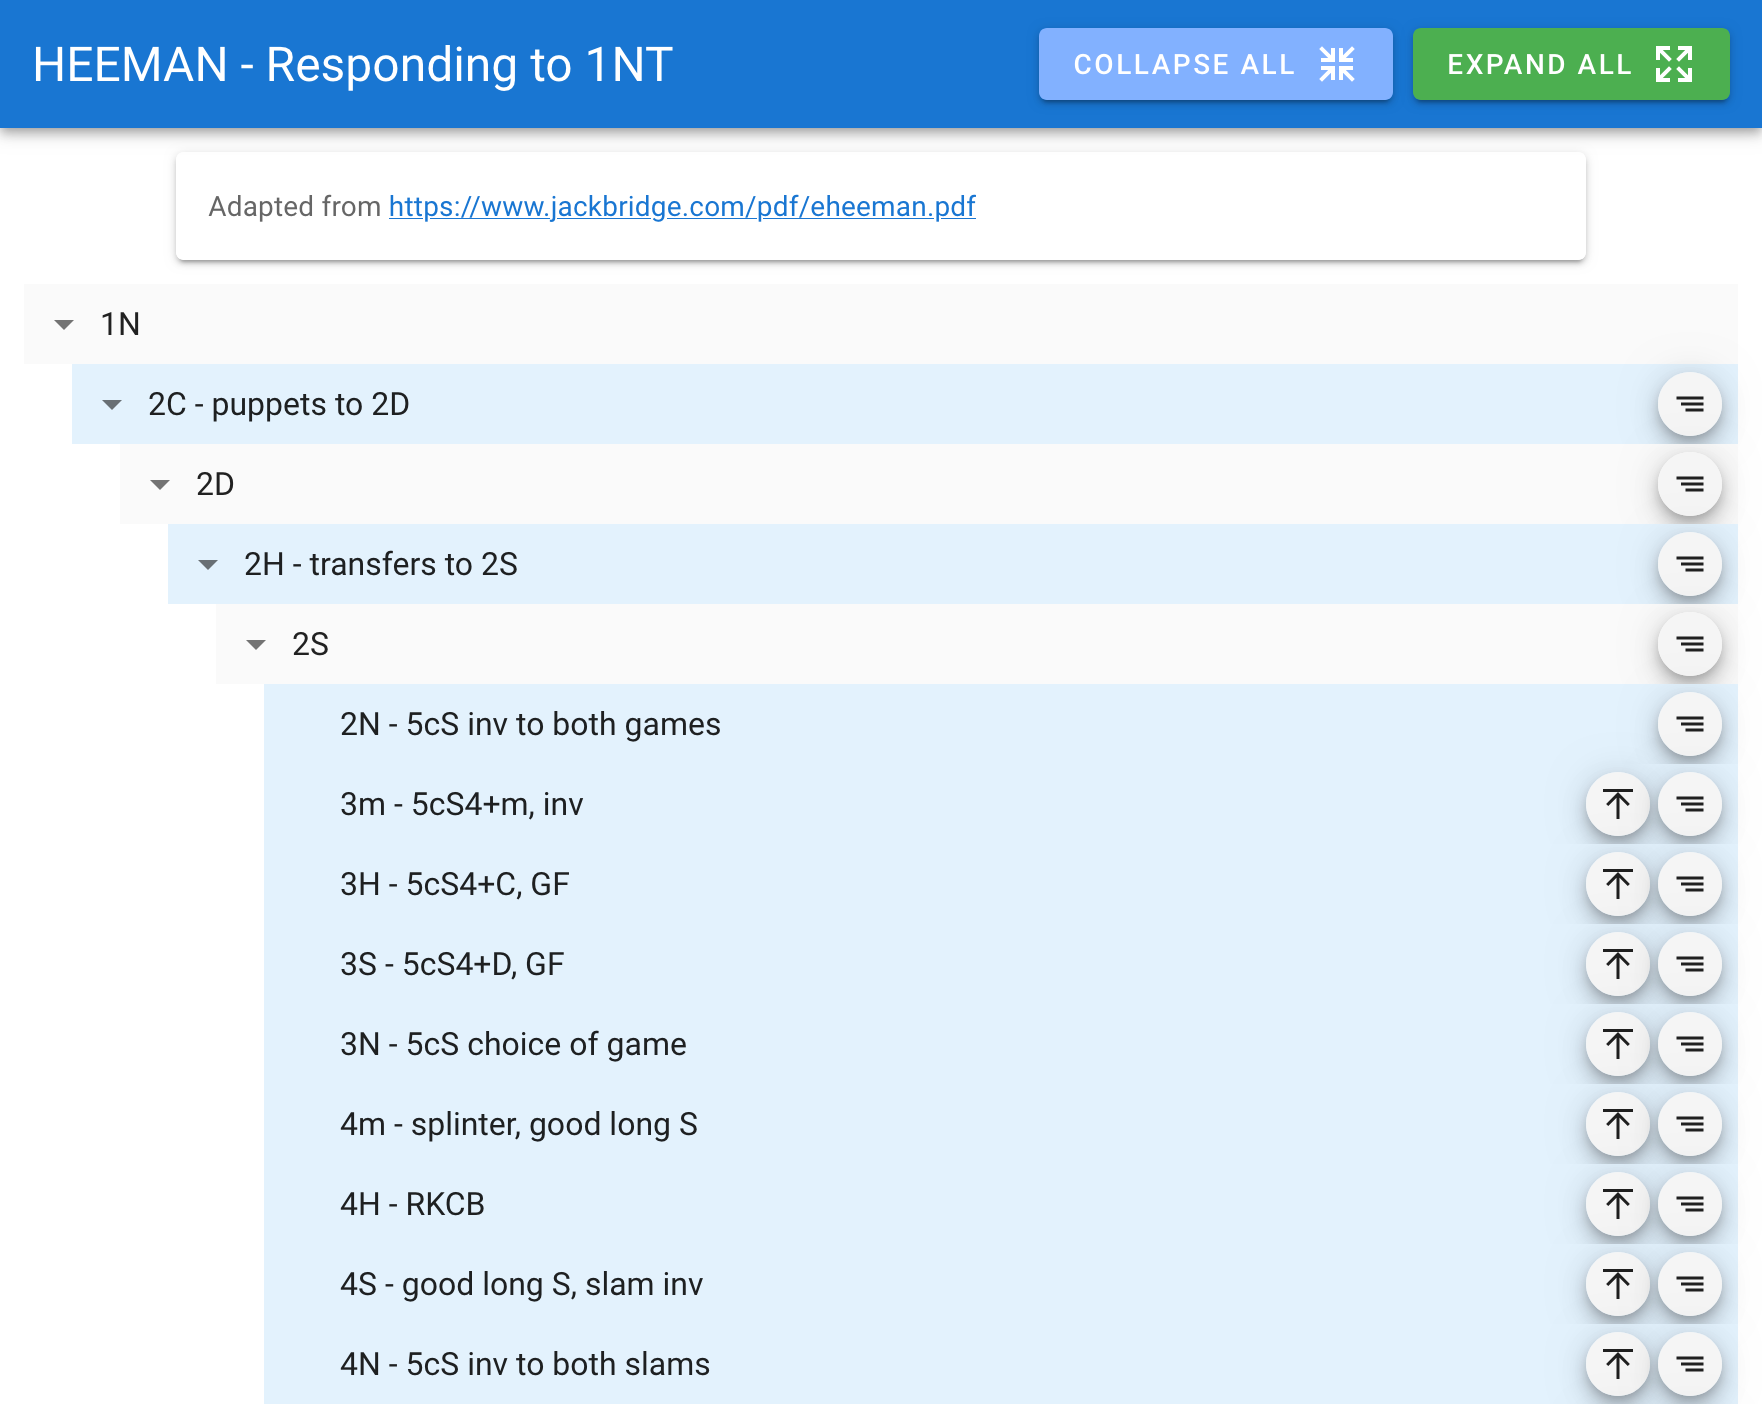 HEEMAN - Responding to 1NT
COLLAPSE ALL
EXPAND ALL
Adapted from https://www.jackbridge.com/pdf/eheeman.pdf
1N
2C - puppets to 2D
2D
2H - transfers to 2S
2S
2N - 5cS inv to both games
3m - 5cS4+m, inv
3H - 5cS4+C, GF
3S - 5cS4+D, GF
3N - 5cS choice of game
4m - splinter, good long S
4H - RKCB
4S - good long S, slam inv
4N - 5cS inv to both slams